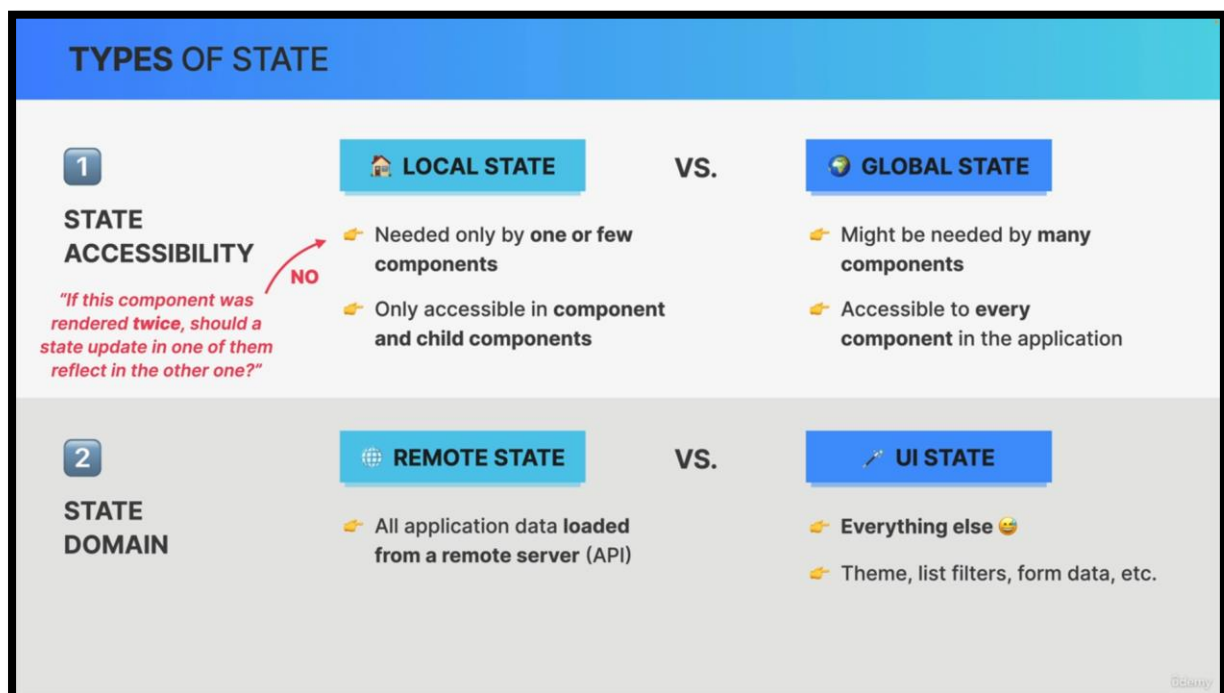 TYPES OF STATE
1
STATE
ACCESSIBILITY
“If this component was
rendered twice, should a
state update in one of them
reflect in the other one?”
NO
🏠 LOCAL STATE
👉 Needed only by one or few
components
👉 Only accessible in component
and child components
VS.
🌍 GLOBAL STATE
👉 Might be needed by many
components
👉 Accessible to every
component in the application
2
STATE
DOMAIN
🌐 REMOTE STATE
👉 All application data loaded
from a remote server (API)
VS.
🪄 UI STATE
👉 Everything else 😅
👉 Theme, list filters, form data, etc.
Udemy